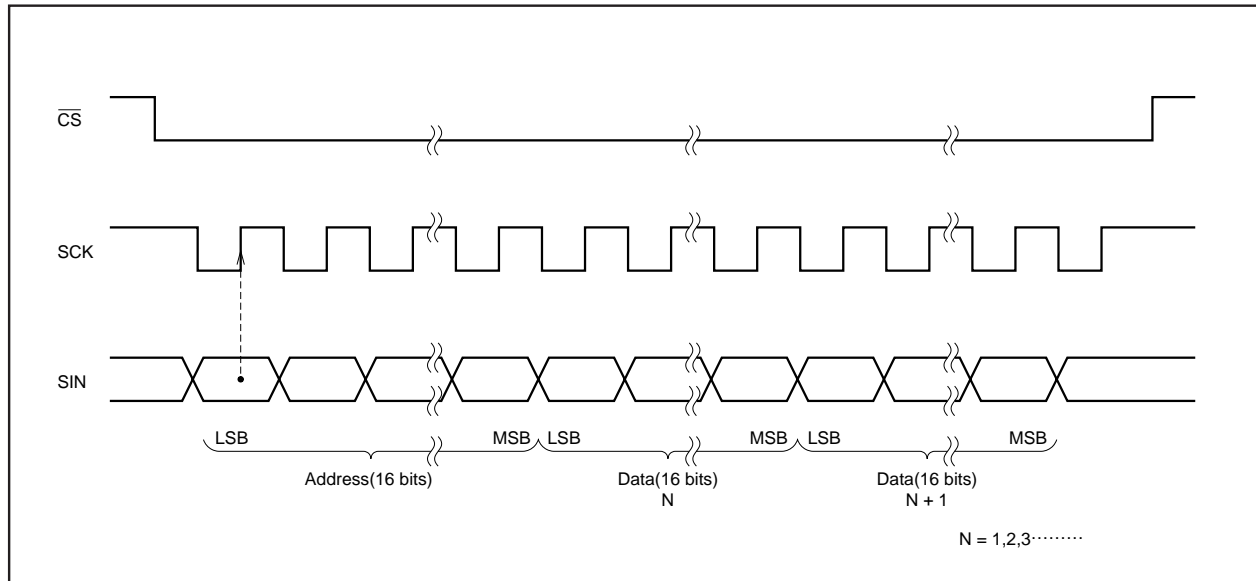 CS
SCK
SIN
LSB MSB LSB MSB LSB MSB
Address(16 bits) Data(16 bits) Data(16 bits)
N N + 1
N = 1,2,3·········